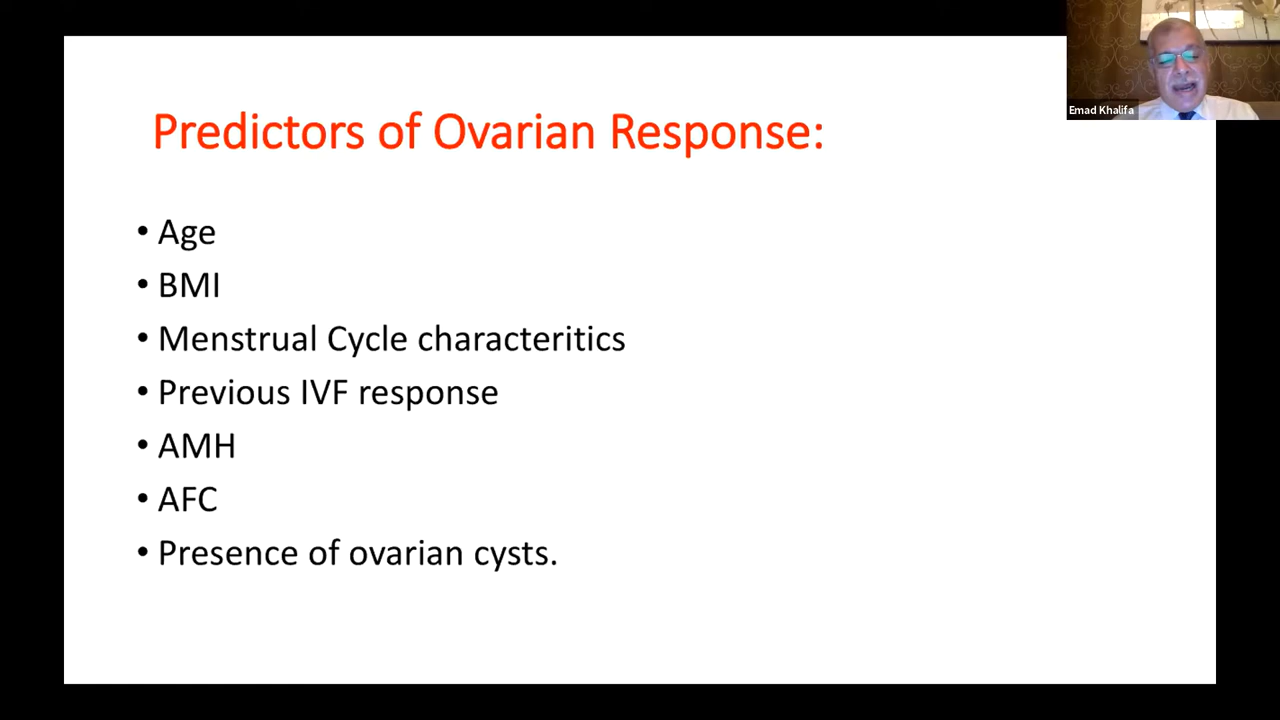 Emad Khalifa
Predictors of Ovarian Response:
• Age
• BMI
• Menstrual Cycle characteritics
• Previous IVF response
• AMH
• AFC
• Presence of ovarian cysts.